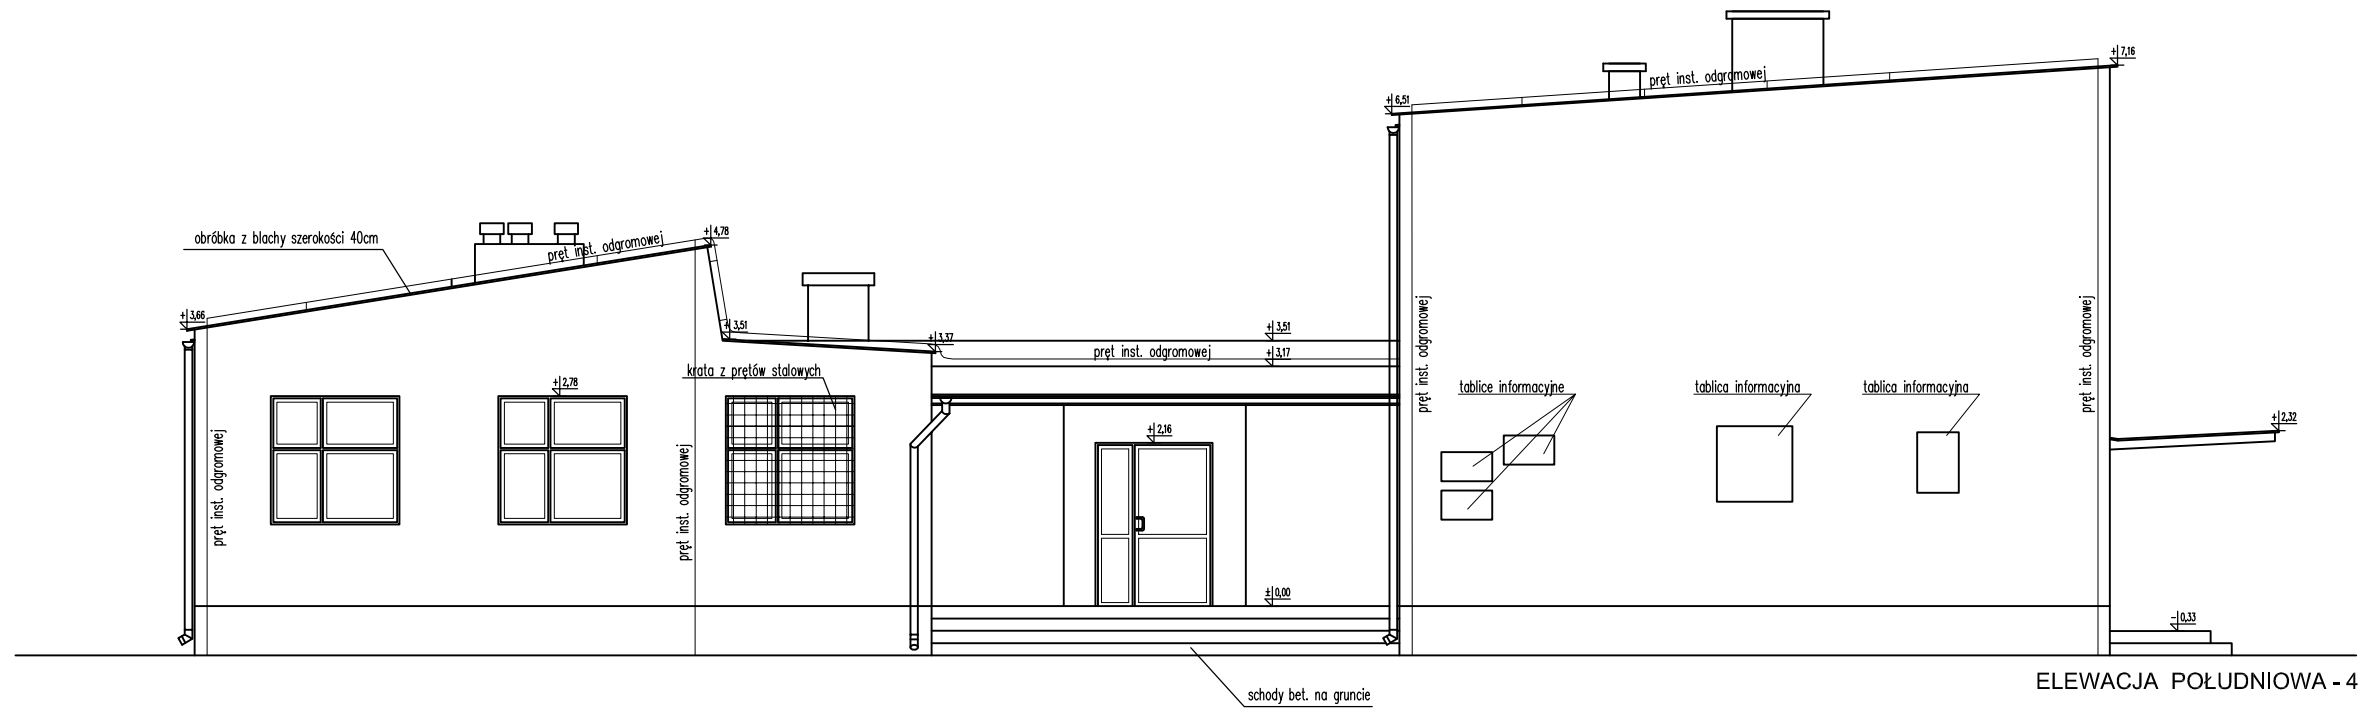 +7,16
pręt inst. odgromowej
+6,51
+4,78
obróbka z blachy szerokości 40cm
pręt inst. odgromowej
+3,66
+3,51
+3,37
+3,51
pręt inst. odgromowej
+3,17
krata z prętów stalowych
+2,78
tablice informacyjne
tablica informacyjna
tablica informacyjna
+2,32
+2,16
pręt inst. odgromowej
pręt inst. odgromowej
pręt inst. odgromowej
pręt inst. odgromowej
±0,00
-0,33
schody bet. na gruncie
ELEWACJA POŁUDNIOWA - 4